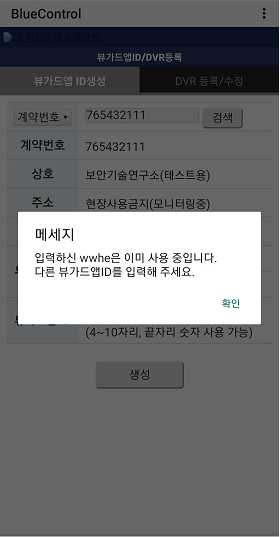 BlueControl
뷰가드앱ID/DVR등록
뷰가드앱 ID생성
DVR 등록/수정
계약번호
765432111
검색
계약번호
765432111
상호
보안기술연구소(테스트용)
주소
현장사용금지(모니터링중)
메세지
입력하신 wwhe은 이미 사용 중입니다.
다른 뷰가드앱ID를 입력해 주세요.
확인
(4~10자리, 끝자리 숫자 사용 가능)
생성